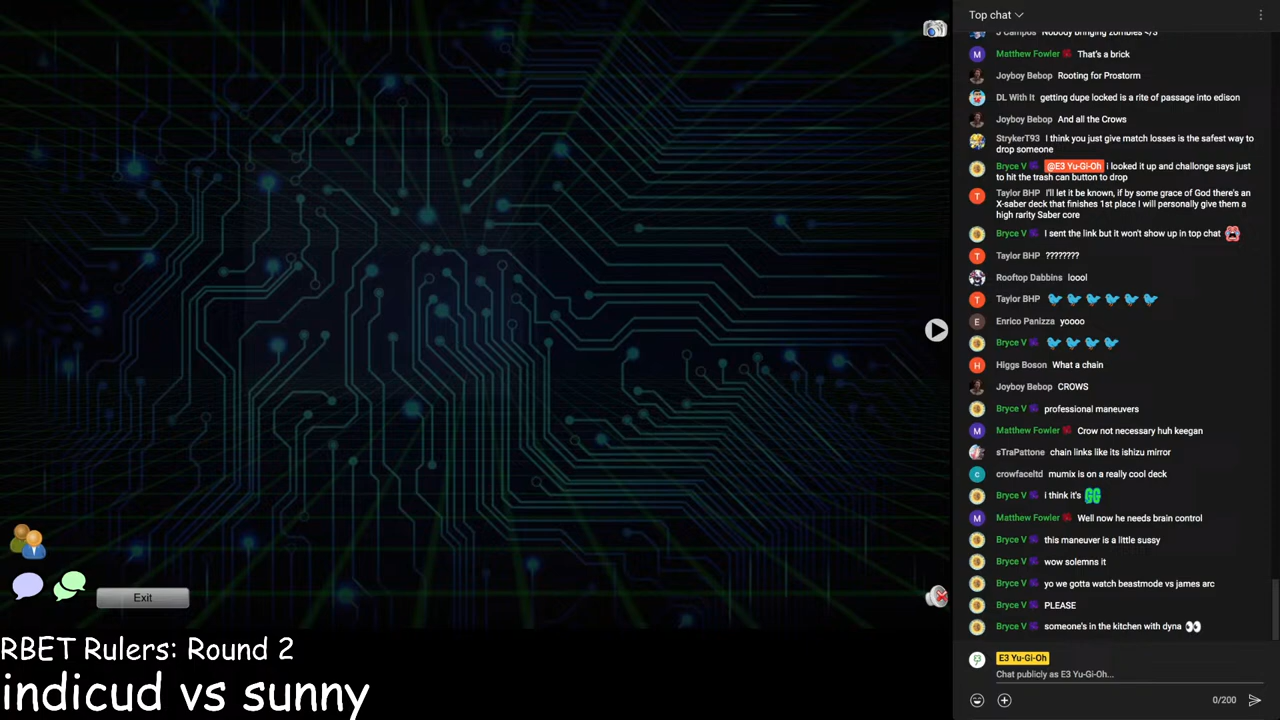 Top chat
J Campos Nobody bringing zombies </3
Matthew Fowler That's a brick
Joyboy Bebop Rooting for Prostorm
DL With It getting dupe locked is a rite of passage into edison
Joyboy Bebop And all the Crows
StrykerT93 I think you just give match losses is the safest way to
drop someone
Bryce V @E3 Yu-Gi-Oh i looked it up and challonge says just
to hit the trash can button to drop
Taylor BHP I'll let it be known, if by some grace of God there's an
X-saber deck that finishes 1st place I will personally give them a
high rarity Saber core
Bryce V I sent the link but it won't show up in top chat
Taylor BHP ????????
Rooftop Dabbins loool
Taylor BHP
Enrico Panizza yoooo
Bryce V
Higgs Boson What a chain
Joyboy Bebop CROWS
Bryce V professional maneuvers
Matthew Fowler Crow not necessary huh keegan
sTraPattone chain links like its ishizu mirror
crowfaceltd mumix is on a really cool deck
Bryce V i think it's GG
Matthew Fowler Well now he needs brain control
Bryce V this maneuver is a little sussy
Bryce V wow solemns it
Bryce V yo we gotta watch beastmode vs james arc
Bryce V PLEASE
Bryce V someone's in the kitchen with dyna 👀
E3 Yu-Gi-Oh
Chat publicly as E3 Yu-Gi-Oh...
0/200
Exit
RBET Rulers: Round 2
indicud vs sunny